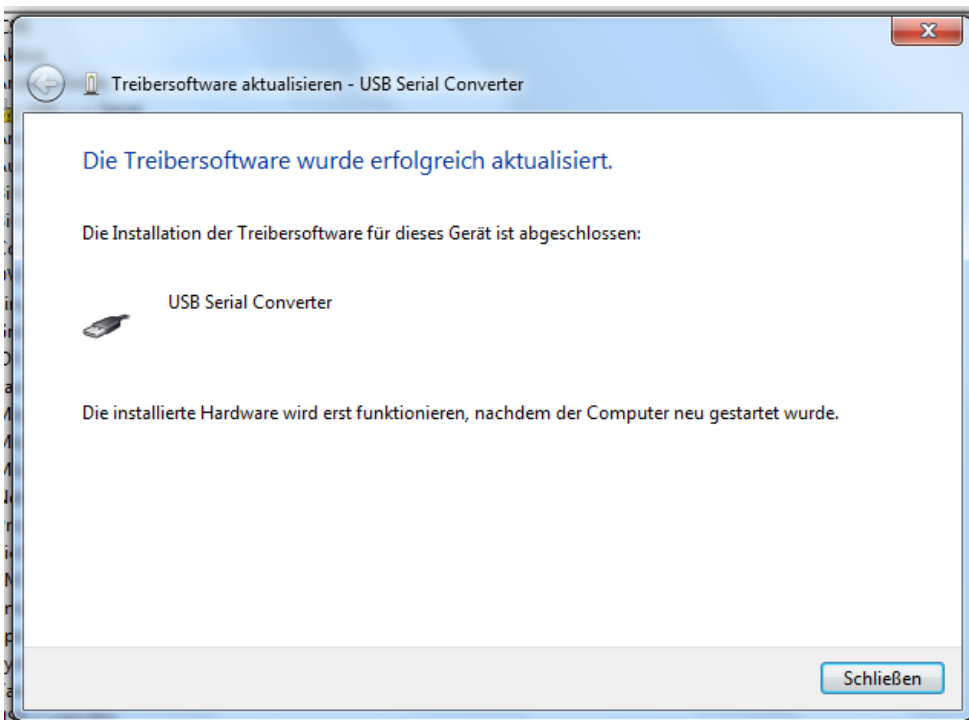 Treibersoftware aktualisieren - USB Serial Converter
Die Treibersoftware wurde erfolgreich aktualisiert.
Die Installation der Treibersoftware für dieses Gerät ist abgeschlossen:
USB Serial Converter
Die installierte Hardware wird erst funktionieren, nachdem der Computer neu gestartet wurde.
Schließen